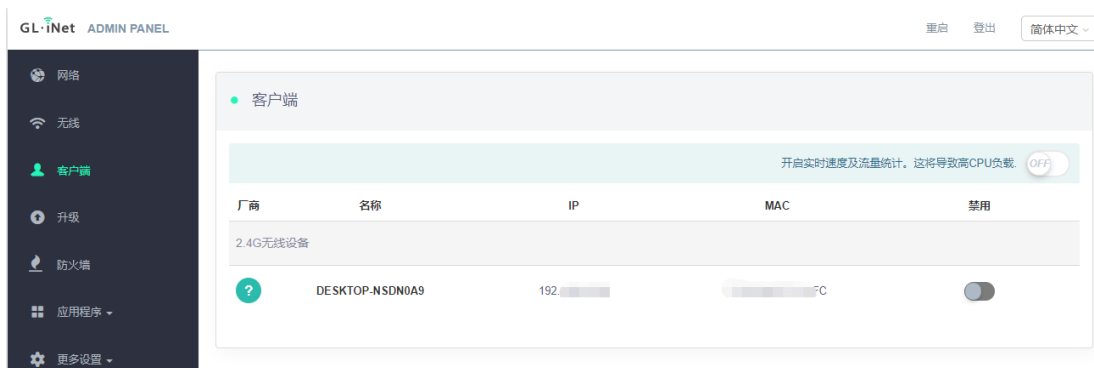 GL·iNet ADMIN PANEL
重启 登出 简体中文
网络
无线
客户端
升级
防火墙
应用程序
更多设置
客户端
开启实时速度及流量统计。这将导致高CPU负载. OFF
厂商 名称 IP MAC 禁用
2.4G无线设备
? DESKTOP-NSDN0A9 192. FC